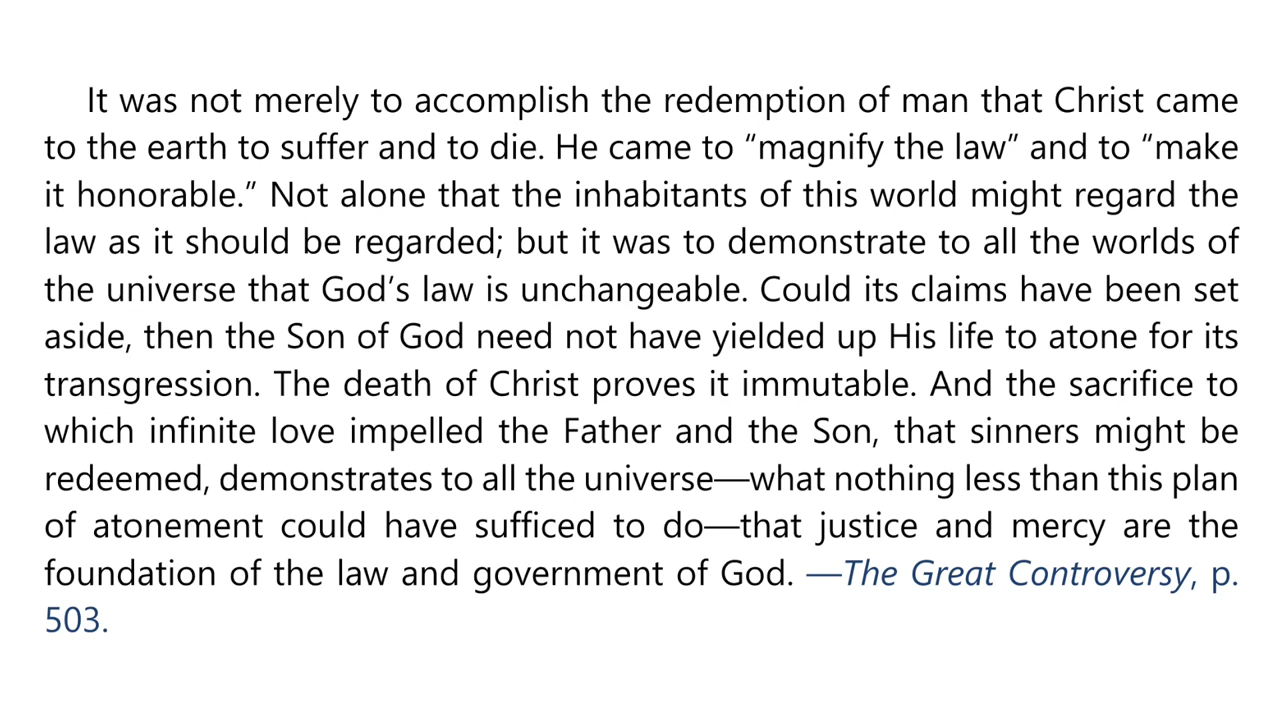 It was not merely to accomplish the redemption of man that Christ came
to the earth to suffer and to die. He came to “magnify the law” and to “make
it honorable.” Not alone that the inhabitants of this world might regard the
law as it should be regarded; but it was to demonstrate to all the worlds of
the universe that God’s law is unchangeable. Could its claims have been set
aside, then the Son of God need not have yielded up His life to atone for its
transgression. The death of Christ proves it immutable. And the sacrifice to
which infinite love impelled the Father and the Son, that sinners might be
redeemed, demonstrates to all the universe—what nothing less than this plan
of atonement could have sufficed to do—that justice and mercy are the
foundation of the law and government of God. —The Great Controversy, p.
503.